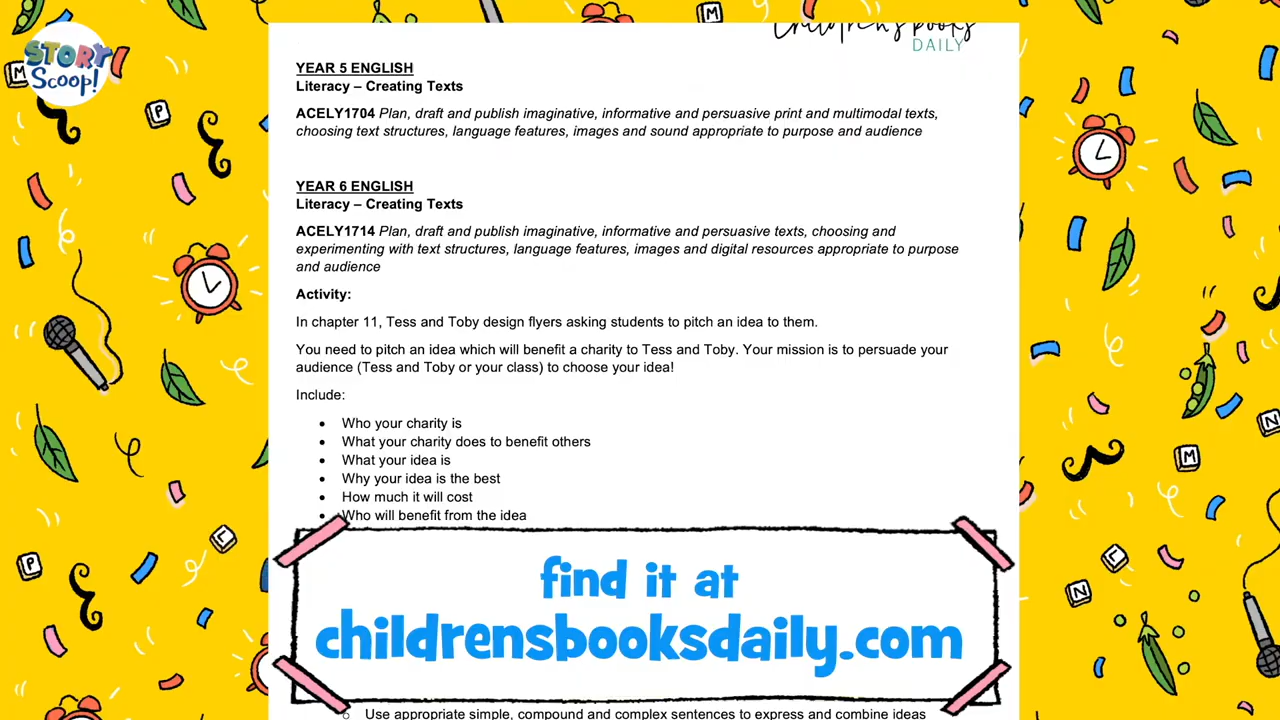 Childrens Books
DAILY
STORY
Scoop!
YEAR 5 ENGLISH
Literacy – Creating Texts
ACELY1704 Plan, draft and publish imaginative, informative and persuasive print and multimodal texts,
choosing text structures, language features, images and sound appropriate to purpose and audience
YEAR 6 ENGLISH
Literacy – Creating Texts
ACELY1714 Plan, draft and publish imaginative, informative and persuasive texts, choosing and
experimenting with text structures, language features, images and digital resources appropriate to purpose
and audience
Activity:
In chapter 11, Tess and Toby design flyers asking students to pitch an idea to them.
You need to pitch an idea which will benefit a charity to Tess and Toby. Your mission is to persuade your
audience (Tess and Toby or your class) to choose your idea!
Include:
• Who your charity is
• What your charity does to benefit others
• What your idea is
• Why your idea is the best
• How much it will cost
• Who will benefit from the idea
find it at
childrensbooksdaily.com
○ Use appropriate simple, compound and complex sentences to express and combine ideas
M
M
P
N
M
P
C
C
N